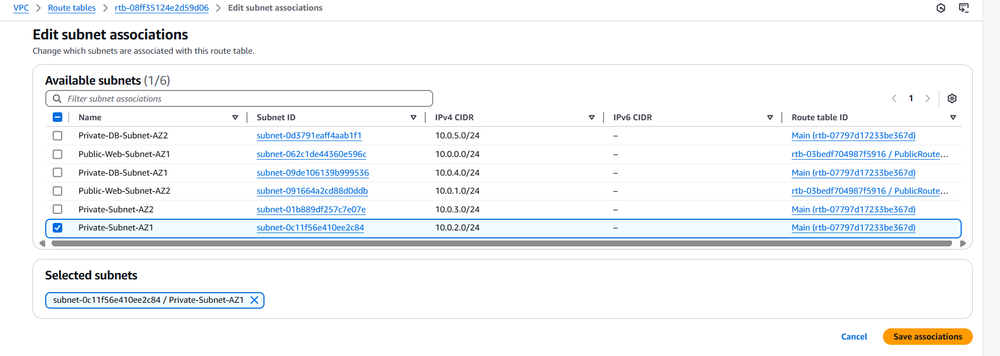 VPC > Route tables > rtb-08ff35124e2d59d06 > Edit subnet associations
Edit subnet associations
Change which subnets are associated with this route table.
Available subnets (1/6)
Filter subnet associations
1
Name Subnet ID IPv4 CIDR IPv6 CIDR Route table ID
Private-DB-Subnet-AZ2 subnet-0d3791eaff4aab1f1 10.0.5.0/24 – Main (rtb-07797d17233be367d)
Public-Web-Subnet-AZ1 subnet-062c1de44360e596c 10.0.0.0/24 – rtb-03bedf704987f5916 / PublicRoute...
Private-DB-Subnet-AZ1 subnet-09de106139b999536 10.0.4.0/24 – Main (rtb-07797d17233be367d)
Public-Web-Subnet-AZ2 subnet-091664a2cd88d0ddb 10.0.1.0/24 – rtb-03bedf704987f5916 / PublicRoute...
Private-Subnet-AZ2 subnet-01b889df257c7e07e 10.0.3.0/24 – Main (rtb-07797d17233be367d)
Private-Subnet-AZ1 subnet-0c11f56e410ee2c84 10.0.2.0/24 – Main (rtb-07797d17233be367d)
Selected subnets
subnet-0c11f56e410ee2c84 / Private-Subnet-AZ1
Cancel Save associations